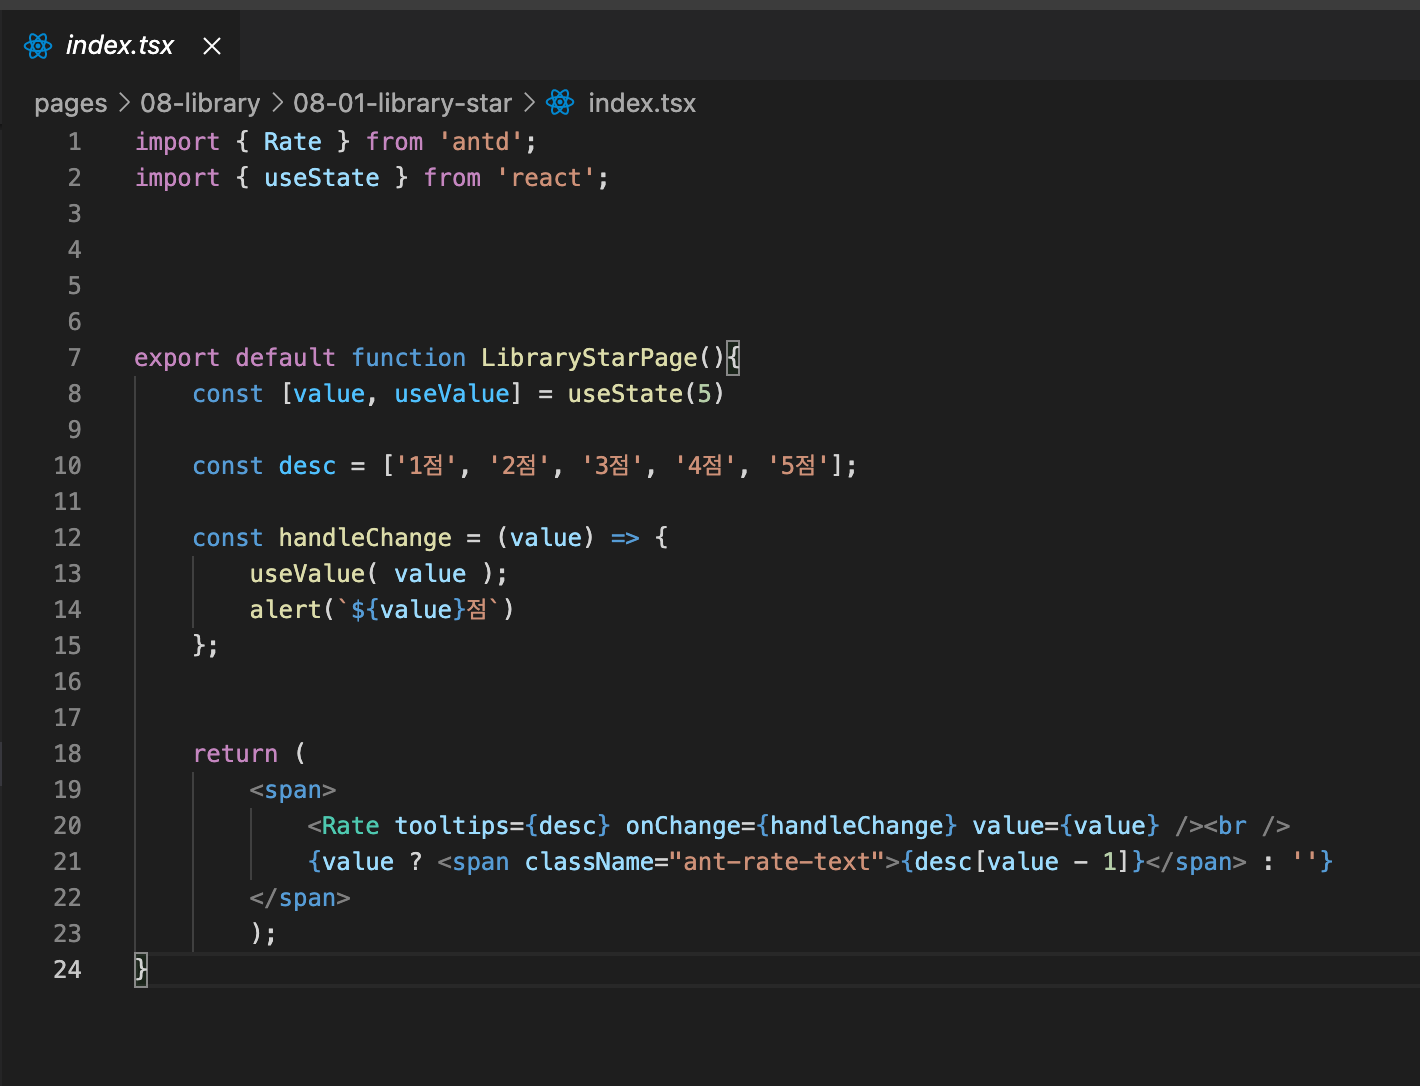 index.tsx
pages > 08-library > 08-01-library-star > index.tsx
1 import { Rate } from 'antd';
2 import { useState } from 'react';
3
4
5
6
7 export default function LibraryStarPage(){
8 const [value, useValue] = useState(5)
9
10 const desc = ['1점', '2점', '3점', '4점', '5점'];
11
12 const handleChange = (value) => {
13 useValue( value );
14 alert(`${value}점`)
15 };
16
17
18 return (
19 <span>
20 <Rate tooltips={desc} onChange={handleChange} value={value} /><br />
21 {value ? <span className="ant-rate-text">{desc[value - 1]}</span> : ''}
22 </span>
23 );
24 }